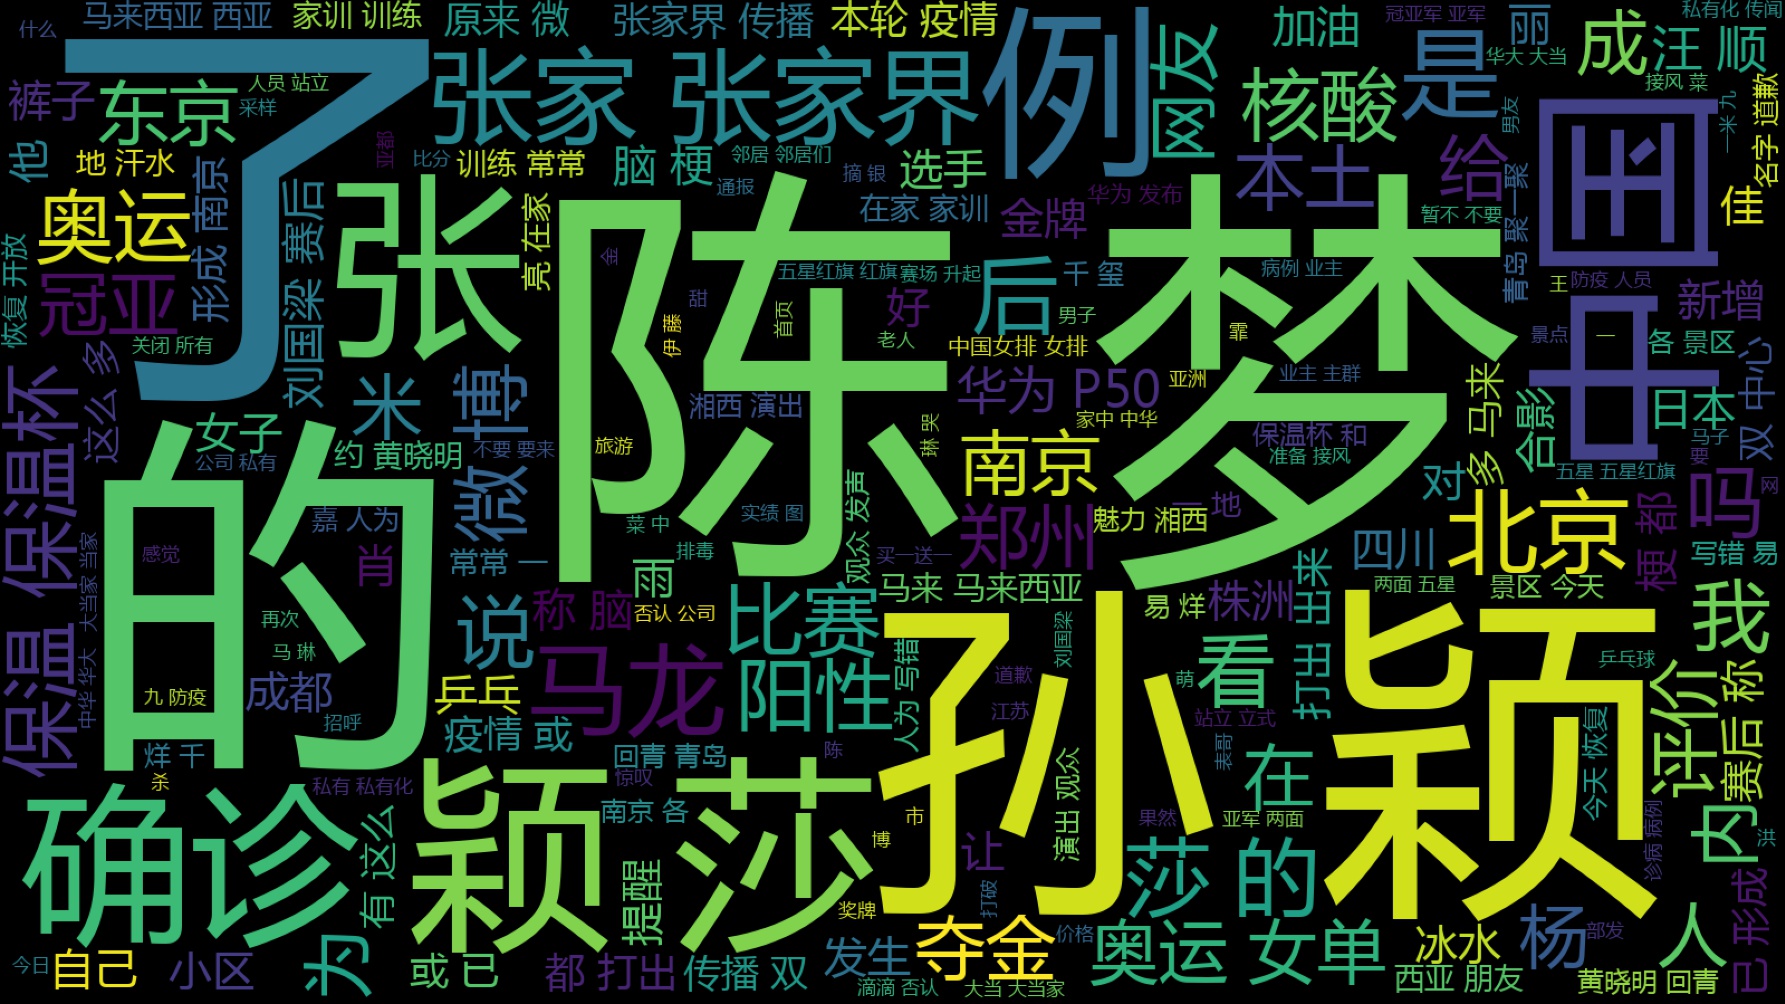 什么
马来西亚 西亚
家训 训练
原来 微
张家界 传播
本轮 疫情
加油
冠亚军 亚军
丽
私有化 传闻
了
裤子
东京
人员 站立
采样
张家 张家界
例
网友
核酸
是
华大 大当
成
汪 顺
接风 菜
名字 道歉
一米 九
他
地 汗水
亚都
比分
训练 常常
脑 梗
邻居 邻居们
通报
摘 银
选手
本土
给
男友
中国
佳
奥运
形成 南京
刘国梁 赛后
张
亮 在家
陈梦
在家 家训
金牌
华为 发布
暂不 不要
青岛 聚一聚
恢复 开放
冠亚
关闭 所有
金
五星红旗 红旗
赛场 升起
后
千 玺
病例 业主
王
防疫 人员
新增
甜
首页
好
老人
男子
伊 藤
中国女排 女排
霏
景点
一
各 景区
保温 保温杯
这么 多
米
博
湘西 演出
华为 P50
亚洲
业主 主群
多 马来
合影
日本
双 中心
女子
公司 私有
约 黄晓明
不要 要来
旅游
琳 哭
家中 中华
保温杯 和
准备 接风
马子
要
南京
的
微
对
五星 五星红旗
网
嘉 人为
感觉
肖
常常 一
菜 中
排毒
实绩 图
观众 发声
买一送一
郑州
魅力 湘西
地
四川
北京
梗 都
吗
写错 易
中华 华大
大当家 当家
再次
马 琳
说
称 脑
否认 公司
雨
比赛
马来 马来西亚
易 烊
株洲
打出 出来
两面 五星
景区 今天
我
九 防疫
成都
招呼
乒乓
马龙
阳性
人为 写错
孙颖
道歉
江苏
刘国梁
萌
看
站立 立式
乒乓球
评价
赛后 称
烊 千
杀
疫情 或
回青 青岛
陈
表哥
在
今天 恢复
确诊
私有 私有化
有 这么
颖莎
惊叹
南京 各
提醒
奖牌
市
博
让
演出 观众
果然
亚军 两面
诊病 病例
内
洪
打破
莎 的
今日
自己
小区
为
或 已
都 打出
传播 双
发生
夺金
价格
滴滴 否认
大当 大当家
奥运 女单
冰水
西亚 朋友
杨
部发
黄晓明 回青
人
已 形成